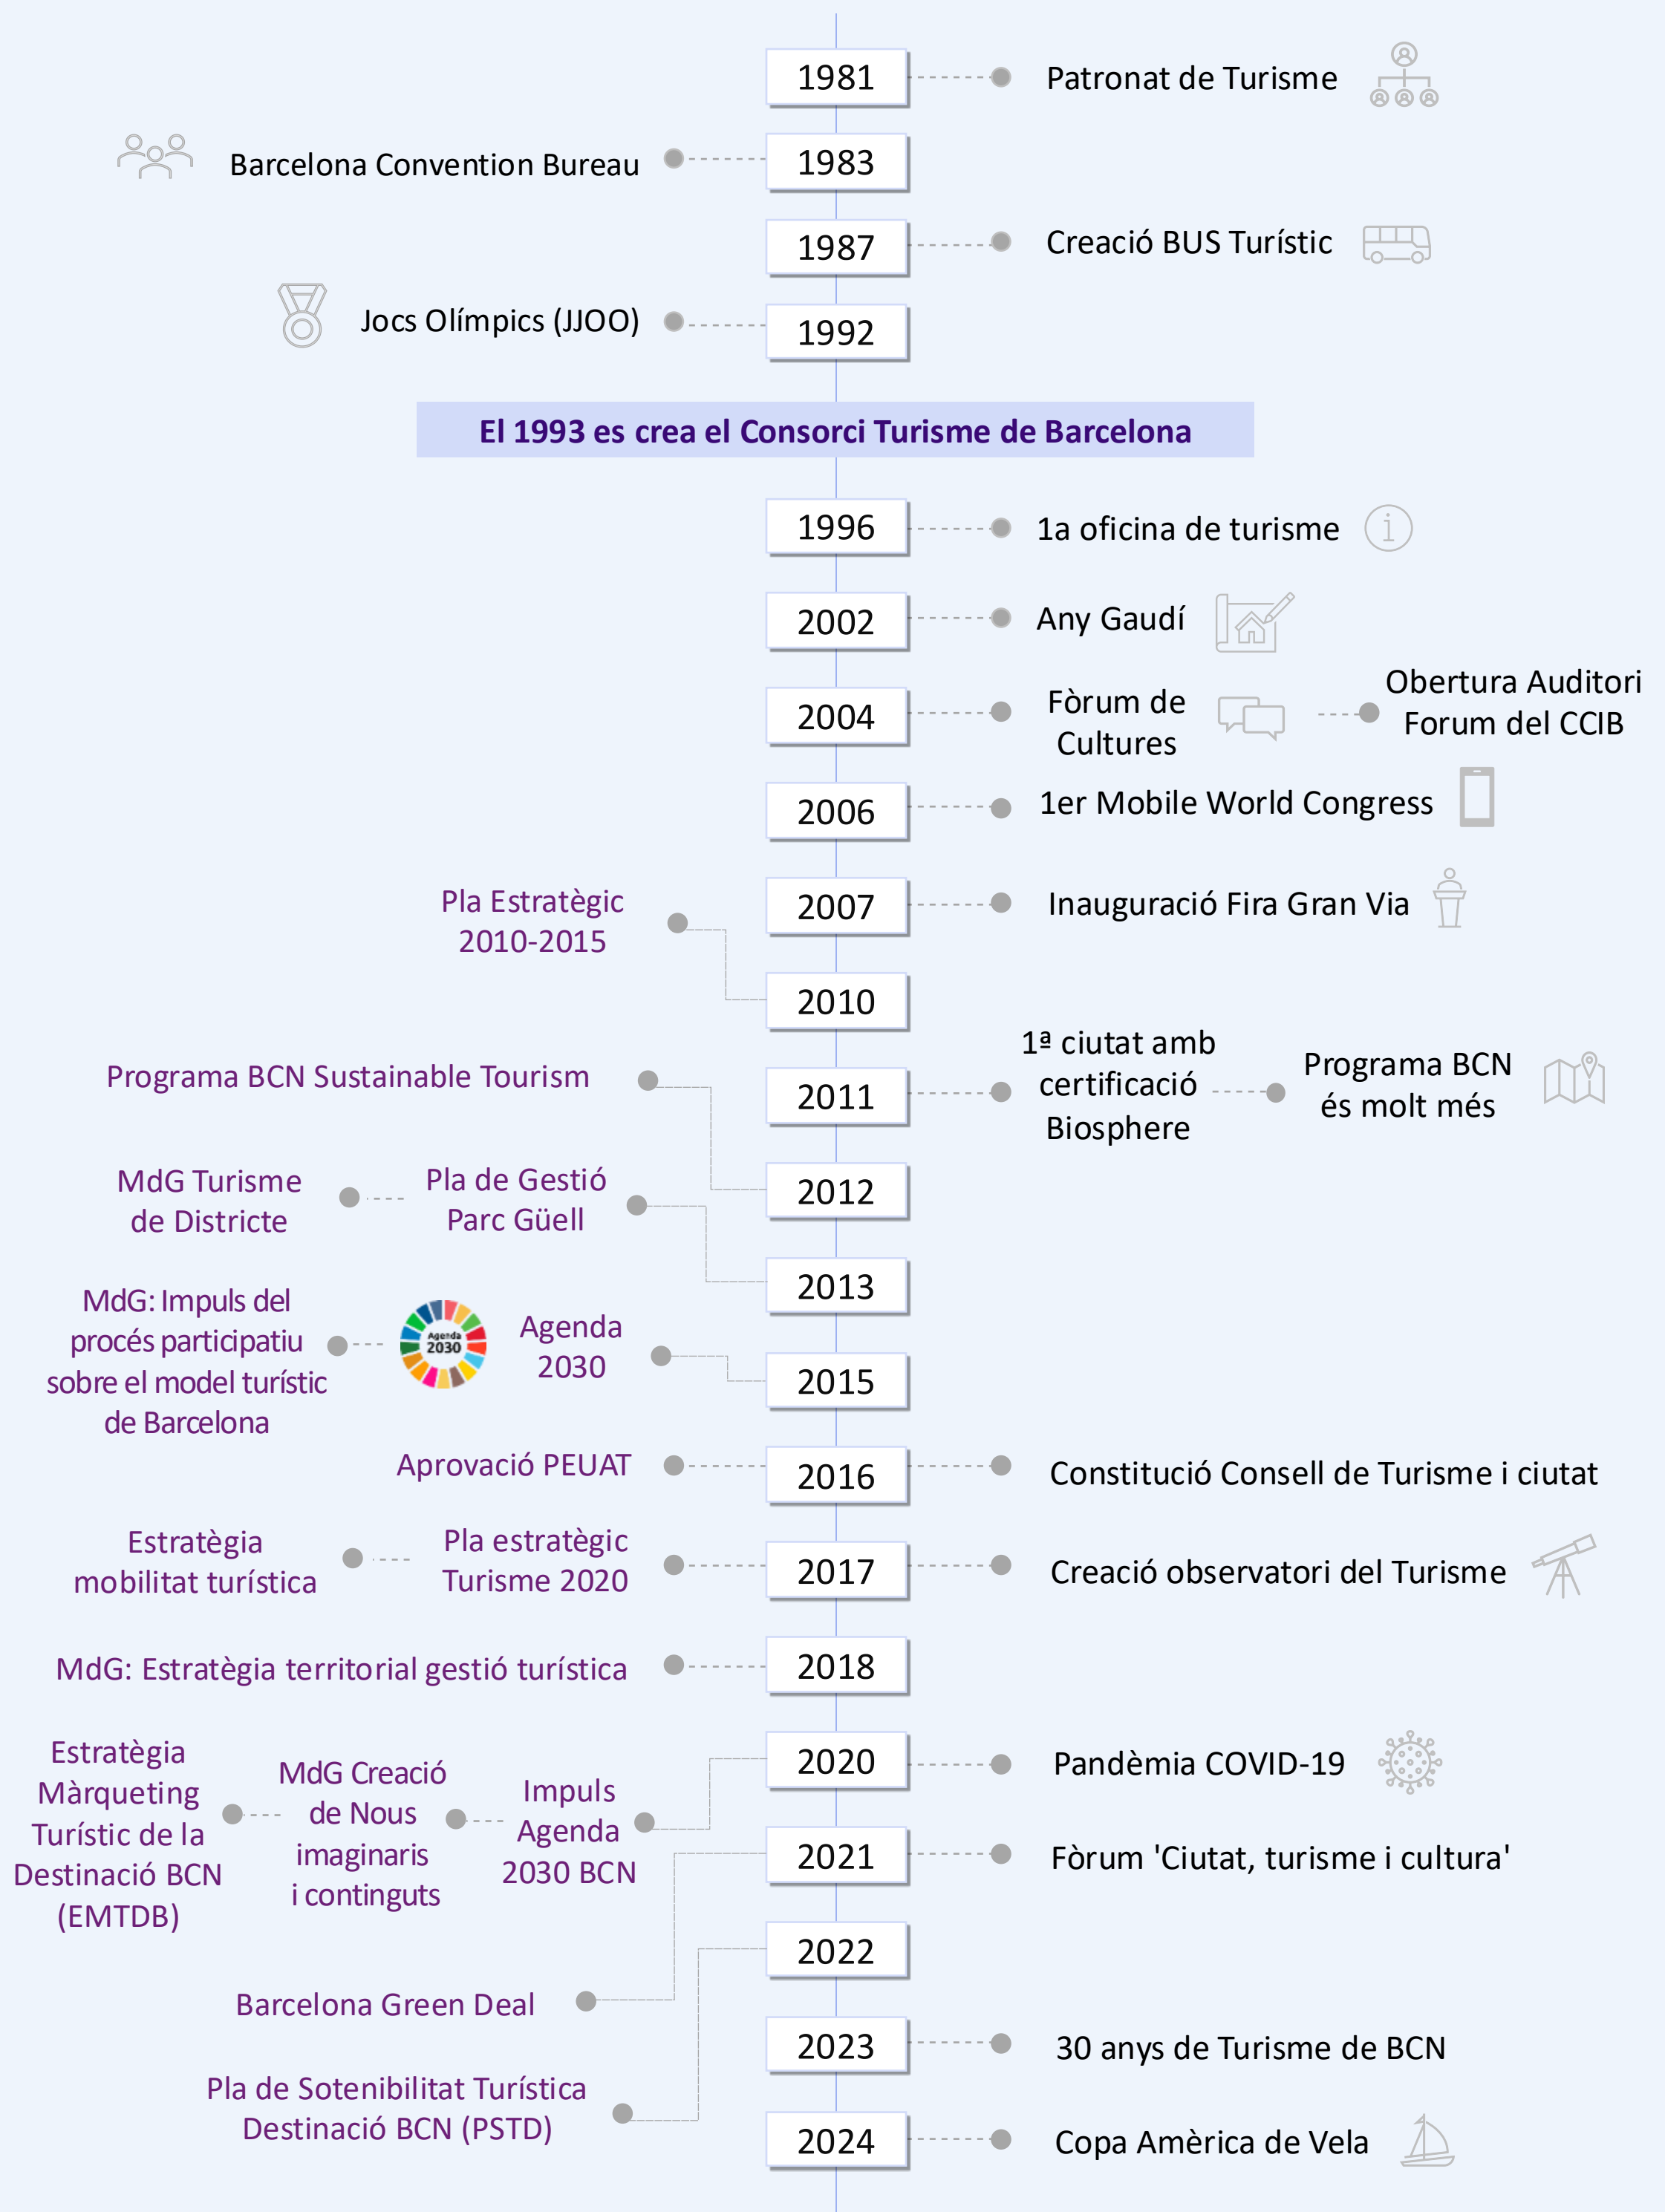 1981
Patronat de Turisme
Barcelona Convention Bureau
1983
1987
Creació BUS Turístic
Jocs Olímpics (JJOO)
1992
El 1993 es crea el Consorci Turisme de Barcelona
1996
1a oficina de turisme
2002
Any Gaudí
2004
Fòrum de
Cultures
Obertura Auditori
Forum del CCIB
2006
1er Mobile World Congress
2007
Inauguració Fira Gran Via
Pla Estratègic
2010-2015
2010
2011
1ª ciutat amb
certificació
Biosphere
Programa BCN
és molt més
Programa BCN Sustainable Tourism
2012
MdG Turisme
de Districte
Pla de Gestió
Parc Güell
2013
MdG: Impuls del
procés participatiu
sobre el model turístic
de Barcelona
Agenda
2030
Agenda
2030
2015
Aprovació PEUAT
2016
Constitució Consell de Turisme i ciutat
Estratègia
mobilitat turística
Pla estratègic
Turisme 2020
2017
Creació observatori del Turisme
MdG: Estratègia territorial gestió turística
2018
Estratègia
Màrqueting
Turístic de la
Destinació BCN
(EMTDB)
MdG Creació
de Nous
imaginaris
i continguts
Impuls
Agenda
2030 BCN
2020
Pandèmia COVID-19
2021
Fòrum 'Ciutat, turisme i cultura'
2022
Barcelona Green Deal
2023
30 anys de Turisme de BCN
Pla de Sotenibilitat Turística
Destinació BCN (PSTD)
2024
Copa Amèrica de Vela